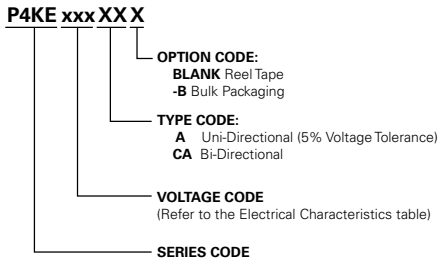 P4KE xxx XX X
OPTION CODE:
BLANK Reel Tape
-B Bulk Packaging
TYPE CODE:
A Uni-Directional (5% Voltage Tolerance)
CA Bi-Directional
VOLTAGE CODE
(Refer to the Electrical Characteristics table)
SERIES CODE